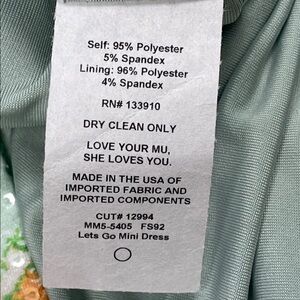 Self: 95% Polyester
5% Spandex
Lining: 96% Polyester
4% Spandex
RN# 133910
DRY CLEAN ONLY
LOVE YOUR MU,
SHE LOVES YOU.
MADE IN THE USA OF
IMPORTED FABRIC AND
IMPORTED COMPONENTS
CUT# 12994
MM5-5405 FS92
Lets Go Mini Dress